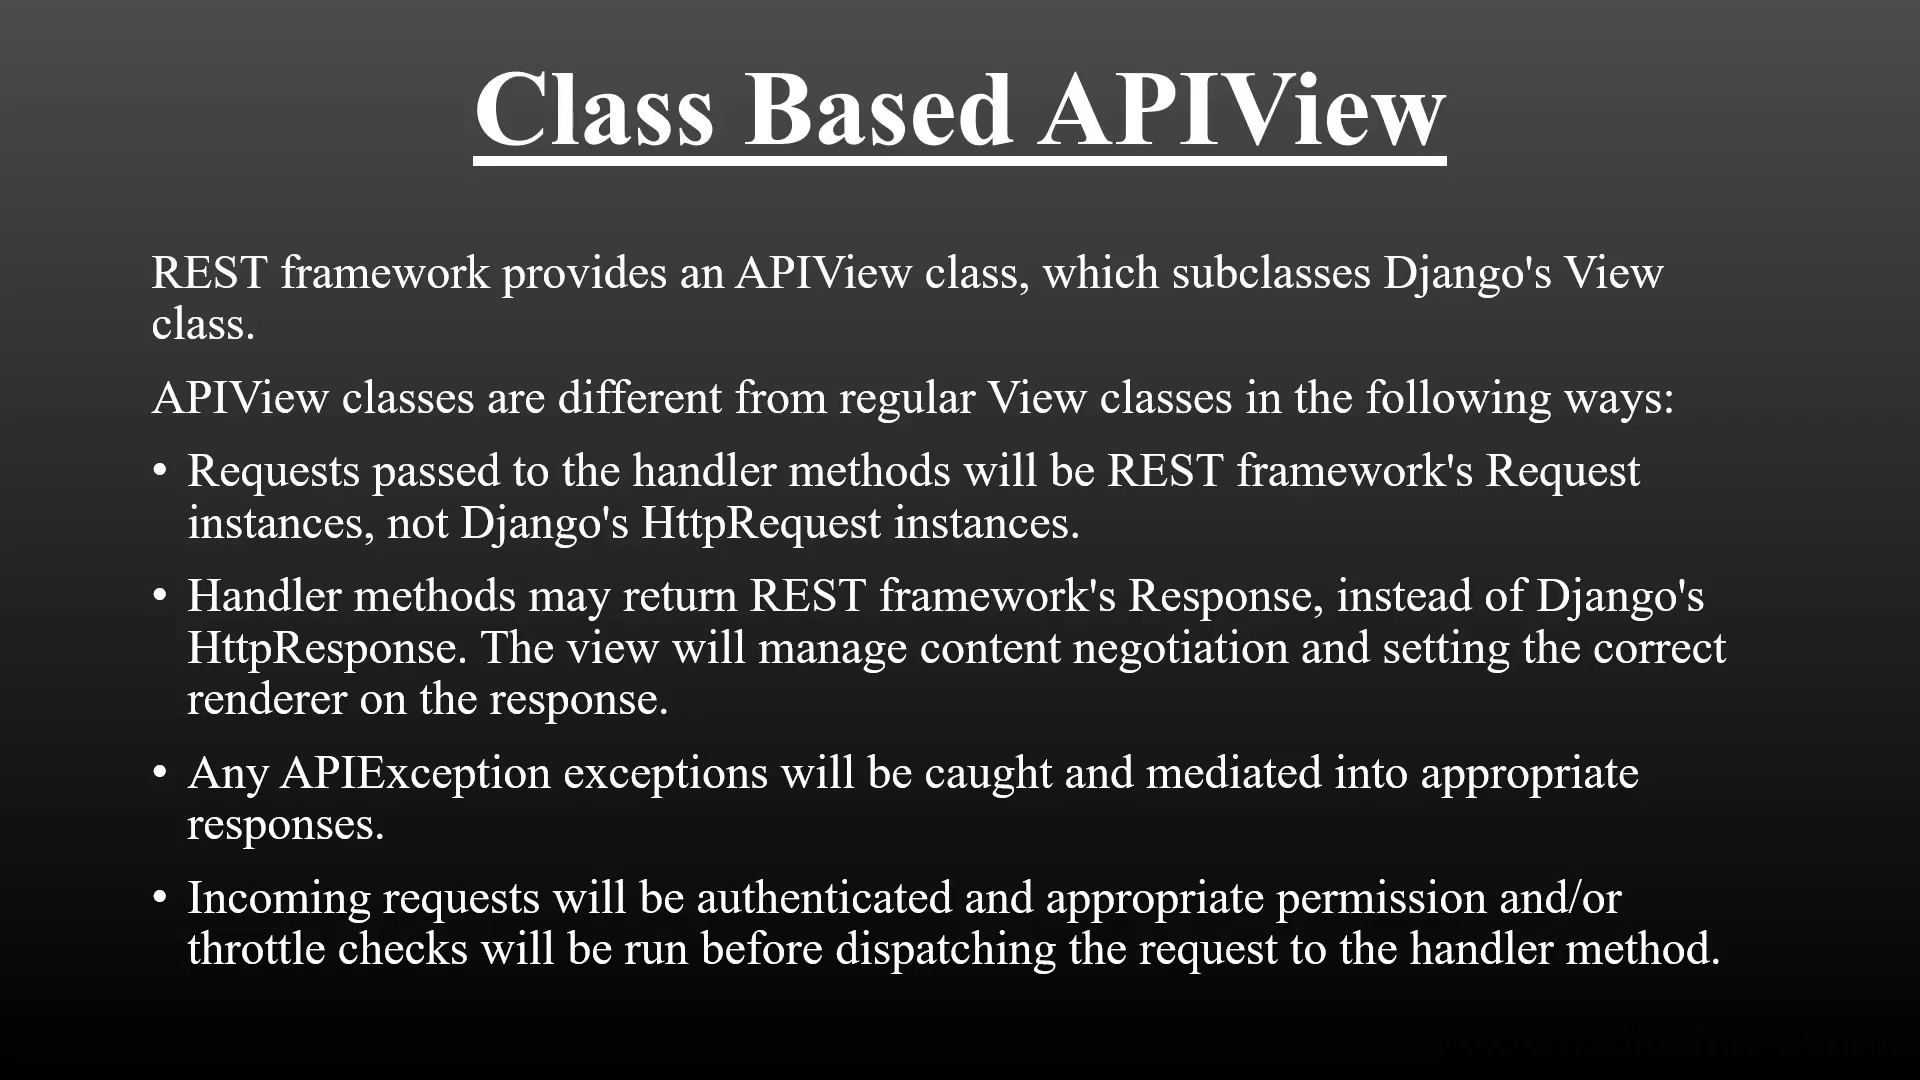 Class Based APIView
REST framework provides an APIView class, which subclasses Django's View
class.
APIView classes are different from regular View classes in the following ways:
• Requests passed to the handler methods will be REST framework's Request
instances, not Django's HttpRequest instances.
• Handler methods may return REST framework's Response, instead of Django's
HttpResponse. The view will manage content negotiation and setting the correct
renderer on the response.
• Any APIException exceptions will be caught and mediated into appropriate
responses.
• Incoming requests will be authenticated and appropriate permission and/or
throttle checks will be run before dispatching the request to the handler method.